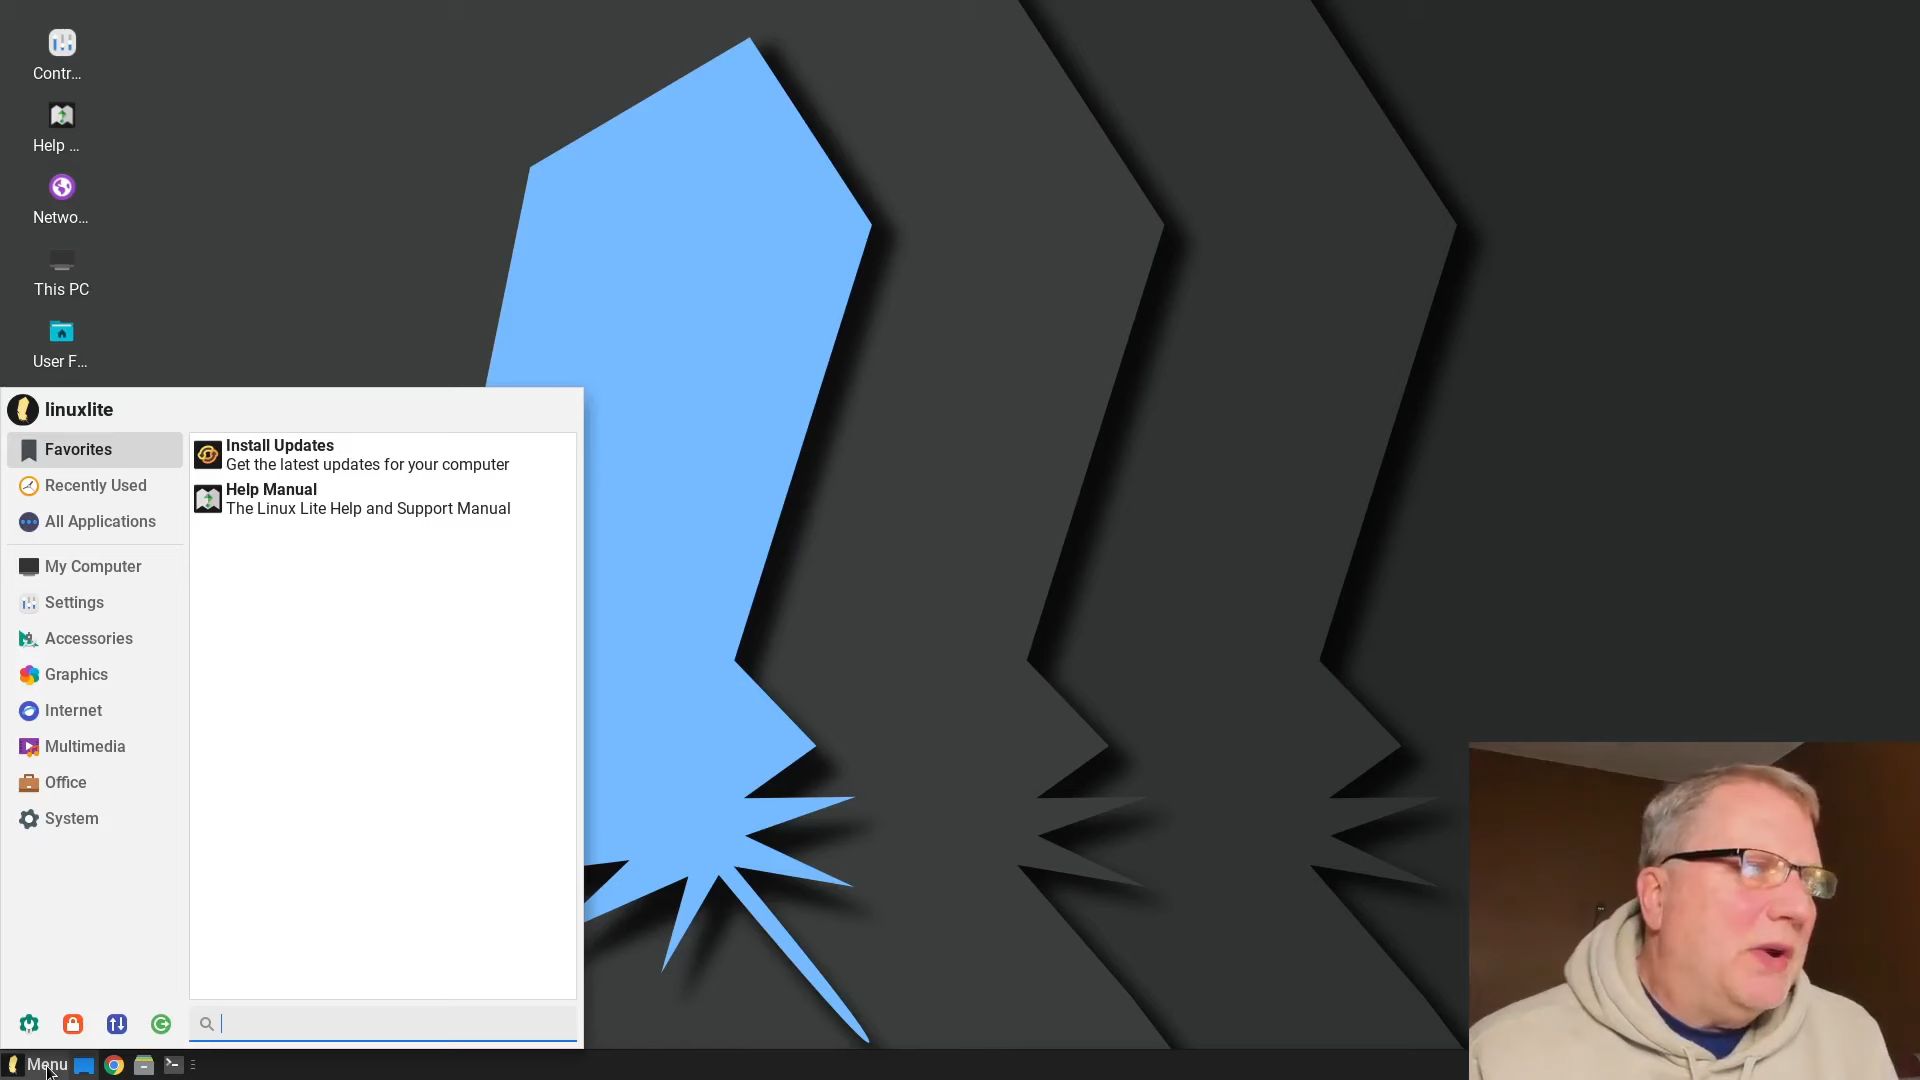 Contr...
Help ...
Netwo...
This PC
User F...
linuxlite
Favorites
Recently Used
All Applications
My Computer
Settings
Accessories
Graphics
Internet
Multimedia
Office
System
Install Updates
Get the latest updates for your computer
Help Manual
The Linux Lite Help and Support Manual
Menu